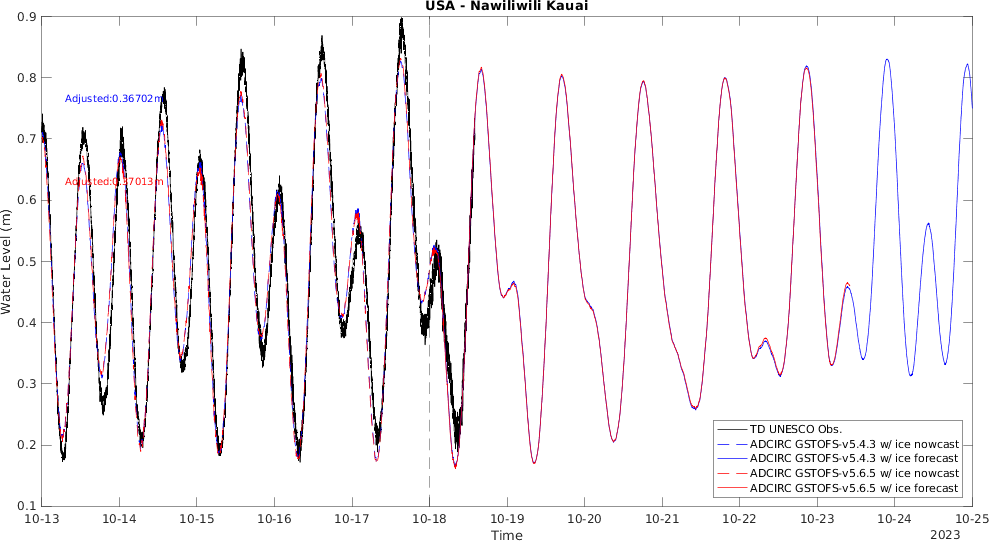 USA - Nawiliwili Kauai
0.9
0.8
0.7
0.6
0.5
0.4
0.3
0.2
0.1
Water Level (m)
Adjusted:0.36702m
Adjusted:0.37013m
TD UNESCO Obs.
ADCIRC GSTOFS-v5.4.3 w/ ice nowcast
ADCIRC GSTOFS-v5.4.3 w/ ice forecast
ADCIRC GSTOFS-v5.6.5 w/ ice nowcast
ADCIRC GSTOFS-v5.6.5 w/ ice forecast
10-13 10-14 10-15 10-16 10-17 10-18 10-19 10-20 10-21 10-22 10-23 10-24 10-25
Time
2023